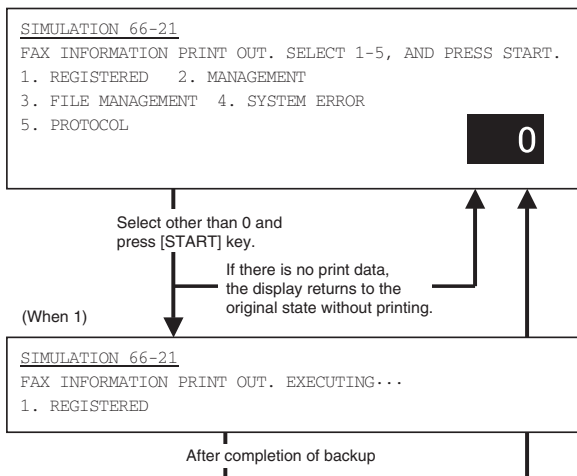 SIMULATION 66-21
FAX INFORMATION PRINT OUT. SELECT 1-5, AND PRESS START.
1. REGISTERED 2. MANAGEMENT
3. FILE MANAGEMENT 4. SYSTEM ERROR
5. PROTOCOL
0
Select other than 0 and
press [START] key.
If there is no print data,
the display returns to the
original state without printing.
(When 1)
SIMULATION 66-21
FAX INFORMATION PRINT OUT. EXECUTING···
1. REGISTERED
After completion of backup